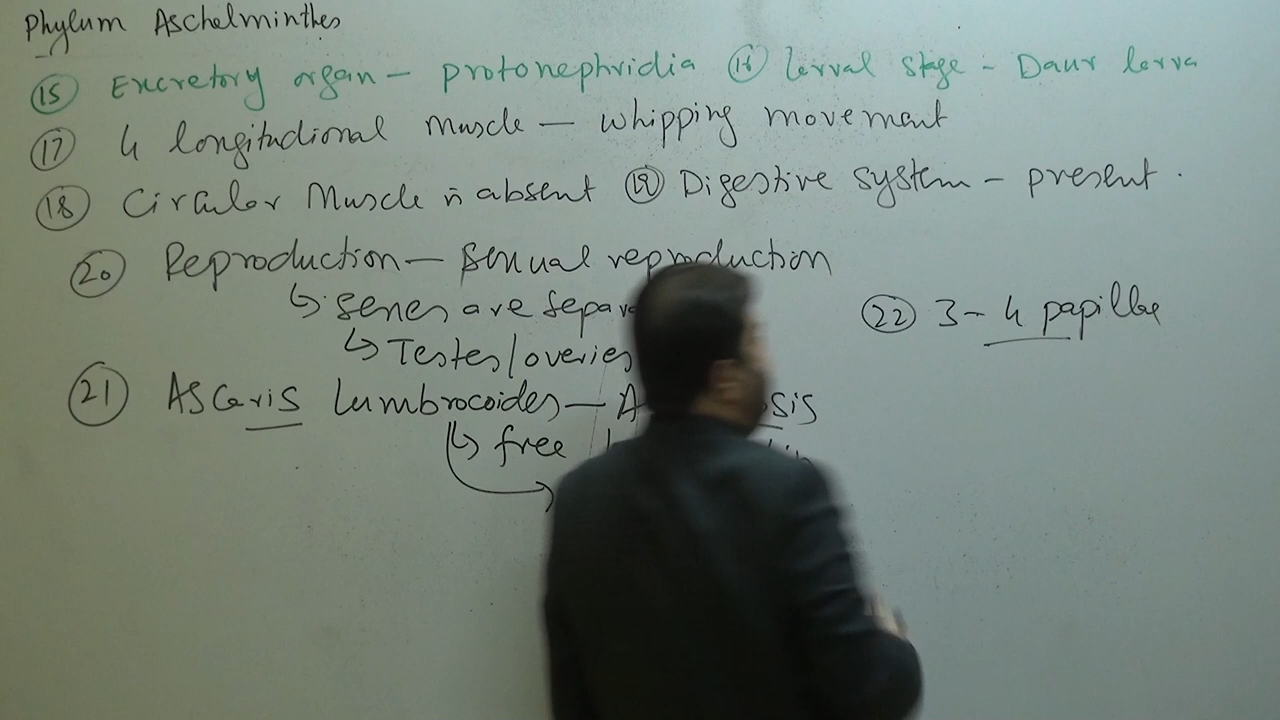 Phylum Aschelminthes
(15) Excretory organ - protonephridia (16) larval stage - Daur larva
(17) 4 longitudional Muscle - whipping movement
(18) Circular Muscle is absent (19) Digestive system - present.
(20) Reproduction - Sexual reproduction
↳ sexes are
↳ Testes/overies
(22) 3-4 papillae
(21) Ascaris lumbrocoides -
↳ free